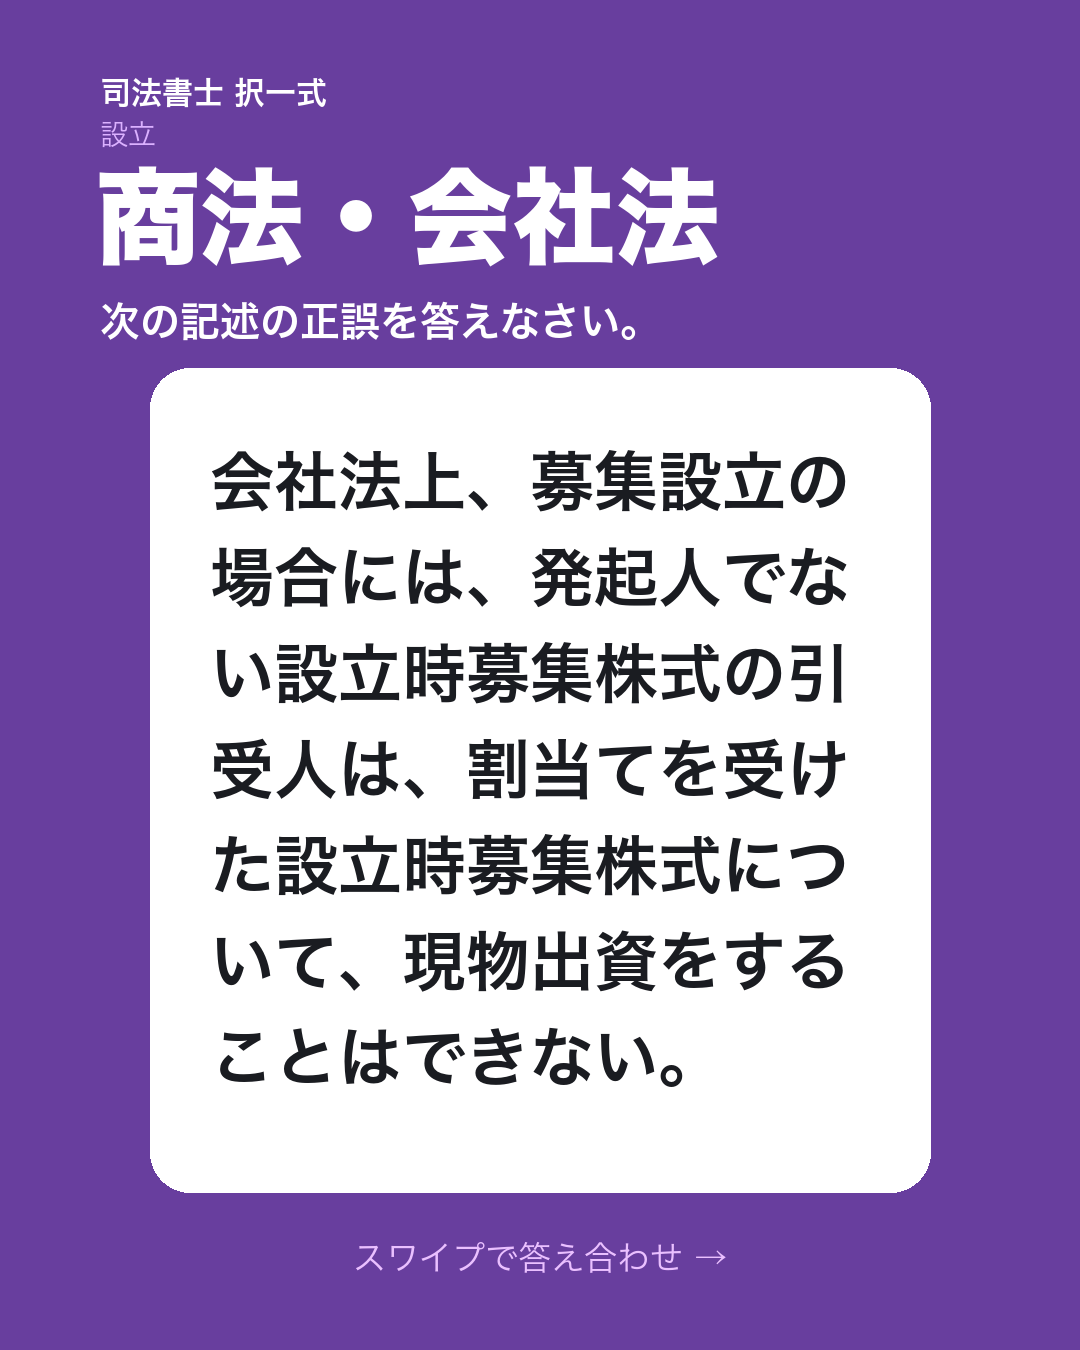 司法書士 択一式
設立
商法・会社法
次の記述の正誤を答えなさい。
会社法上、募集設立の
場合には、発起人でな
い設立時募集株式の引
受人は、割当てを受け
た設立時募集株式につ
いて、現物出資をする
ことはできない。
スワイプで答え合わせ →